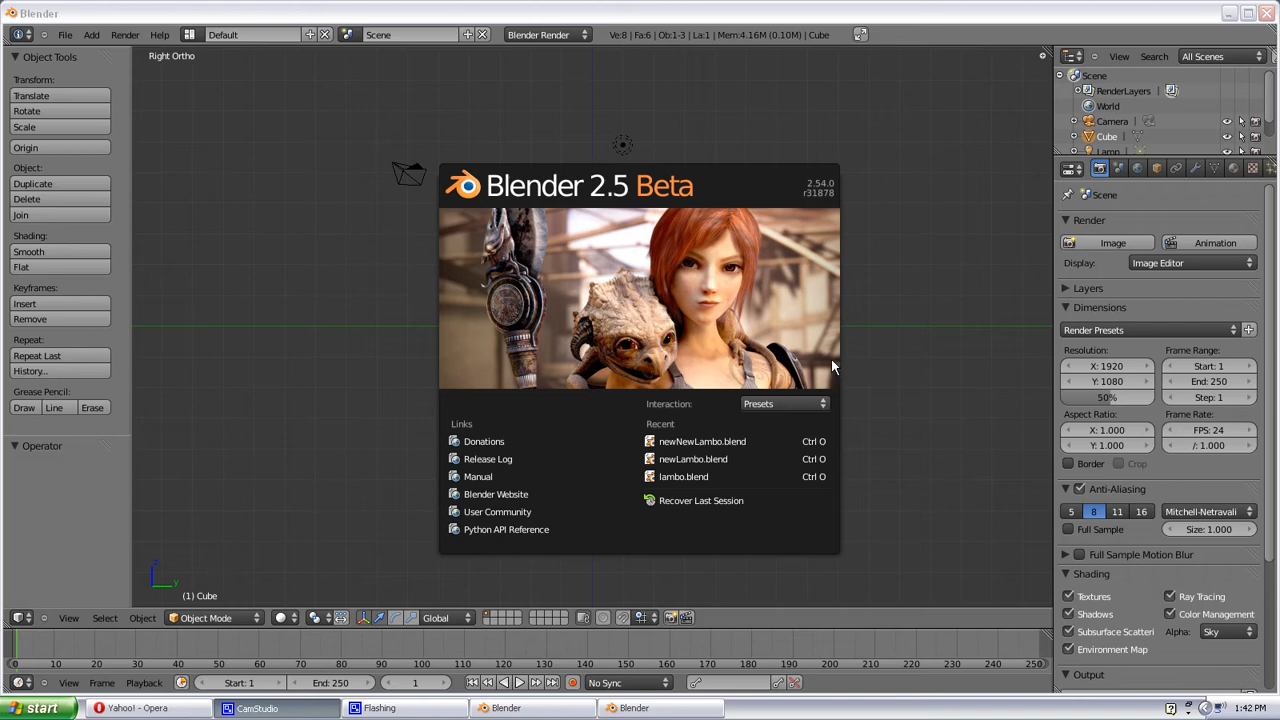 Blender
File Add Render Help Default Scene Blender Render Ve:8 | Fa:6 | Ob:1-3 | La:1 | Mem:4.16M (0.10M) | Cube
Object Tools
Transform:
Translate
Rotate
Scale
Origin
Object:
Duplicate
Delete
Join
Shading:
Smooth
Flat
Keyframes:
Insert
Remove
Repeat:
Repeat Last
History...
Grease Pencil:
Draw Line Erase
Operator
Right Ortho
Blender 2.5 Beta
2.54.0
r31878
Interaction: Presets
Links
Donations
Release Log
Manual
Blender Website
User Community
Python API Reference
Recent
newNewLambo.blend Ctrl O
newLambo.blend Ctrl O
lambo.blend Ctrl O
Recover Last Session
z
y
(1) Cube
View Select Object Object Mode Global
0 10 20 30 40 50 60 70 80 90 100 110 120 130 140 150 160 170 180 190 200 210 220 230 240 250
View Frame Playback Start: 1 End: 250 1 No Sync
View Search All Scenes
Scene
RenderLayers
World
Camera
Cube
Lamp
Scene
Render
Image Animation
Display: Image Editor
Layers
Dimensions
Render Presets
Resolution: Frame Range:
X: 1920 Start: 1
Y: 1080 End: 250
50% Step: 1
Aspect Ratio: Frame Rate:
X: 1.000 FPS: 24
Y: 1.000 /: 1.000
Border Crop
Anti-Aliasing
5 8 11 16 Mitchell-Netravali
Full Sample Size: 1.000
Full Sample Motion Blur
Shading
Textures Ray Tracing
Shadows Color Management
Subsurface Scatteri Alpha: Sky
Environment Map
Output
start Yahoo! - Opera CamStudio Flashing Blender Blender 1:42 PM